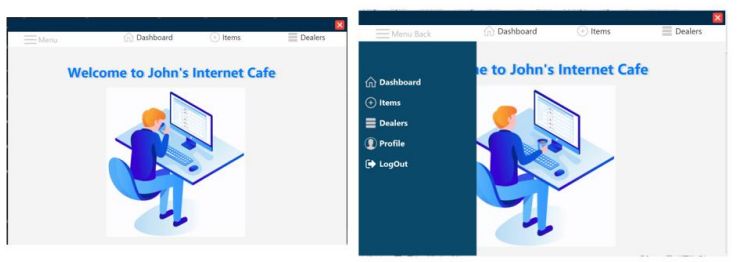 Menu Dashboard Items Dealers
Welcome to John's Internet Cafe
Menu Back Dashboard Items Dealers
ne to John's Internet Cafe
Dashboard
Items
Dealers
Profile
LogOut